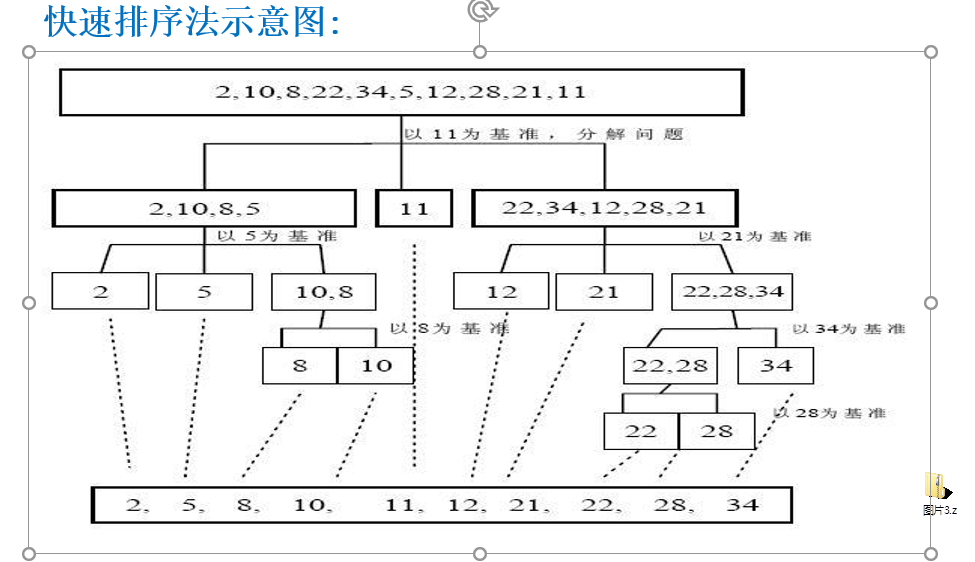 快速排序法示意图:
2,10,8,22,34,5,12,28,21,11
以11为基准，分解问题
2,10,8,5
11
22,34,12,28,21
以5为基准
以21为基准
2
5
10,8
12
21
22,28,34
以8为基准
以34为基准
8
10
22,28
34
以28为基准
22
28
2, 5, 8, 10, 11, 12, 21, 22, 28, 34
图片3.z